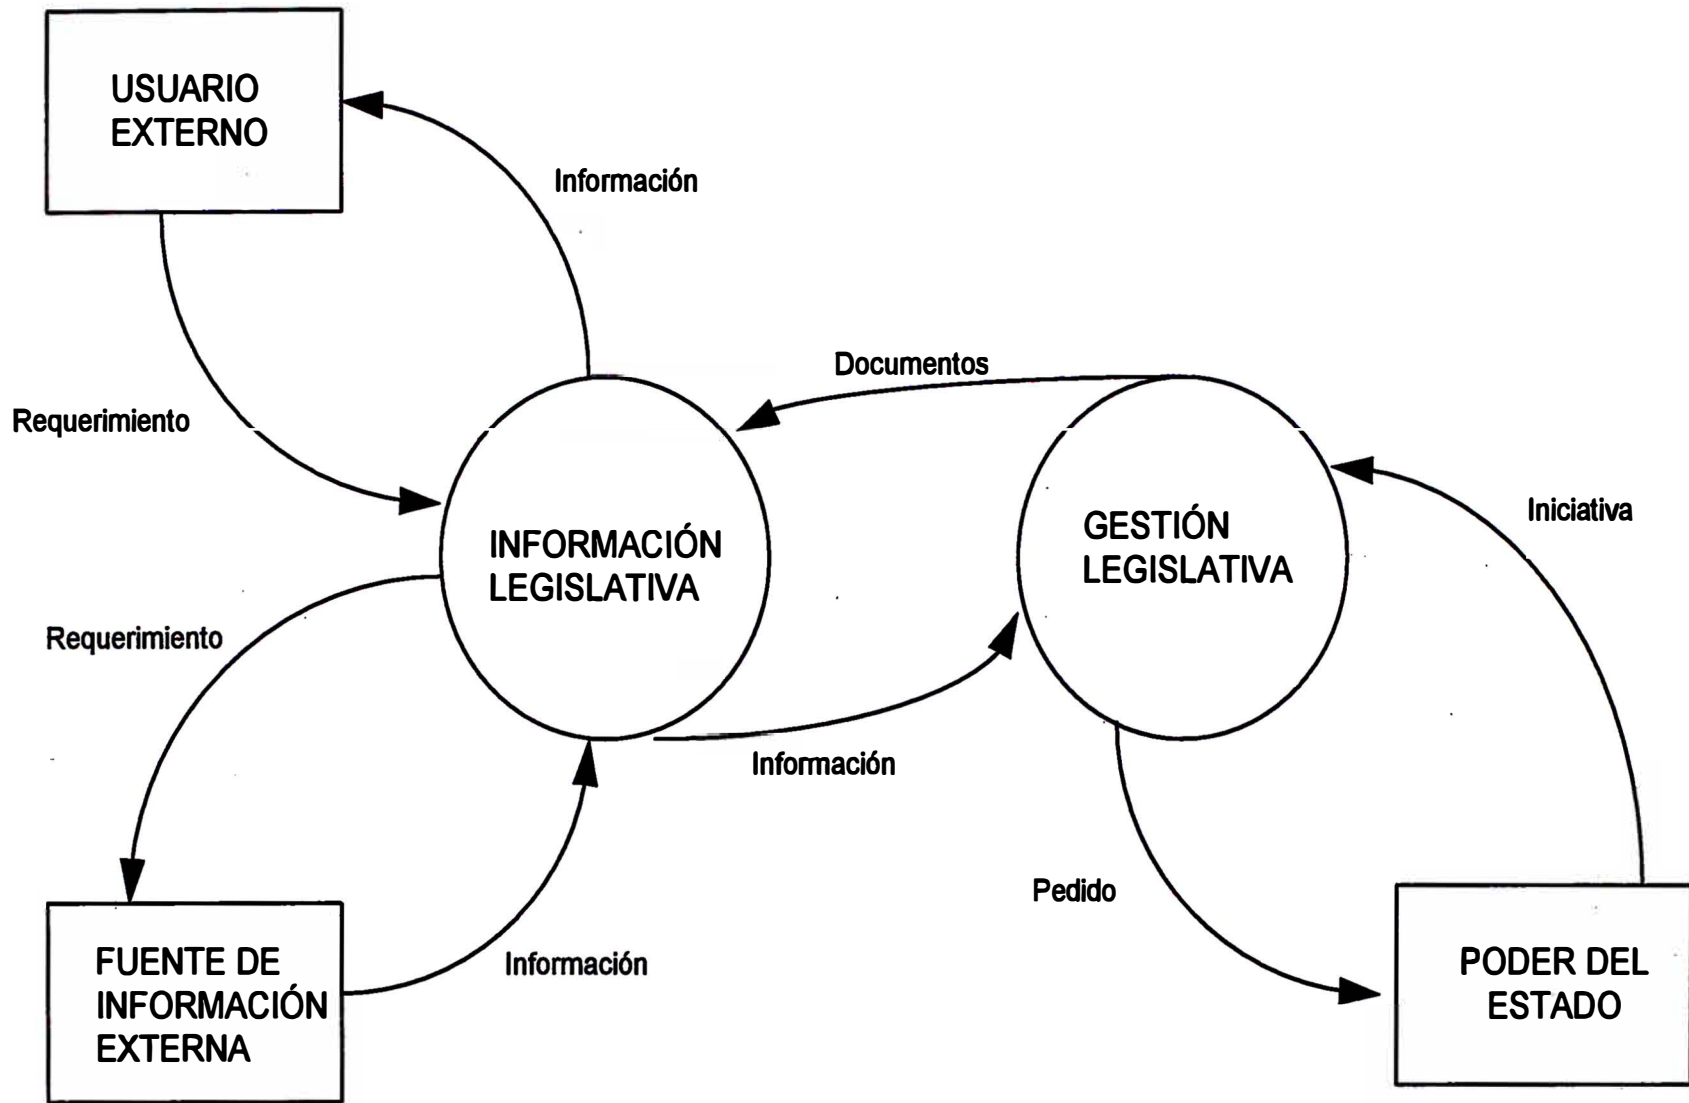 USUARIO
EXTERNO
Información
Documentos
Requerimiento
Iniciativa
INFORMACIÓN
LEGISLATIVA
GESTIÓN
LEGISLATIVA
Requerimiento
Información
Pedido
FUENTE DE
INFORMACIÓN
EXTERNA
Información
PODER DEL
ESTADO